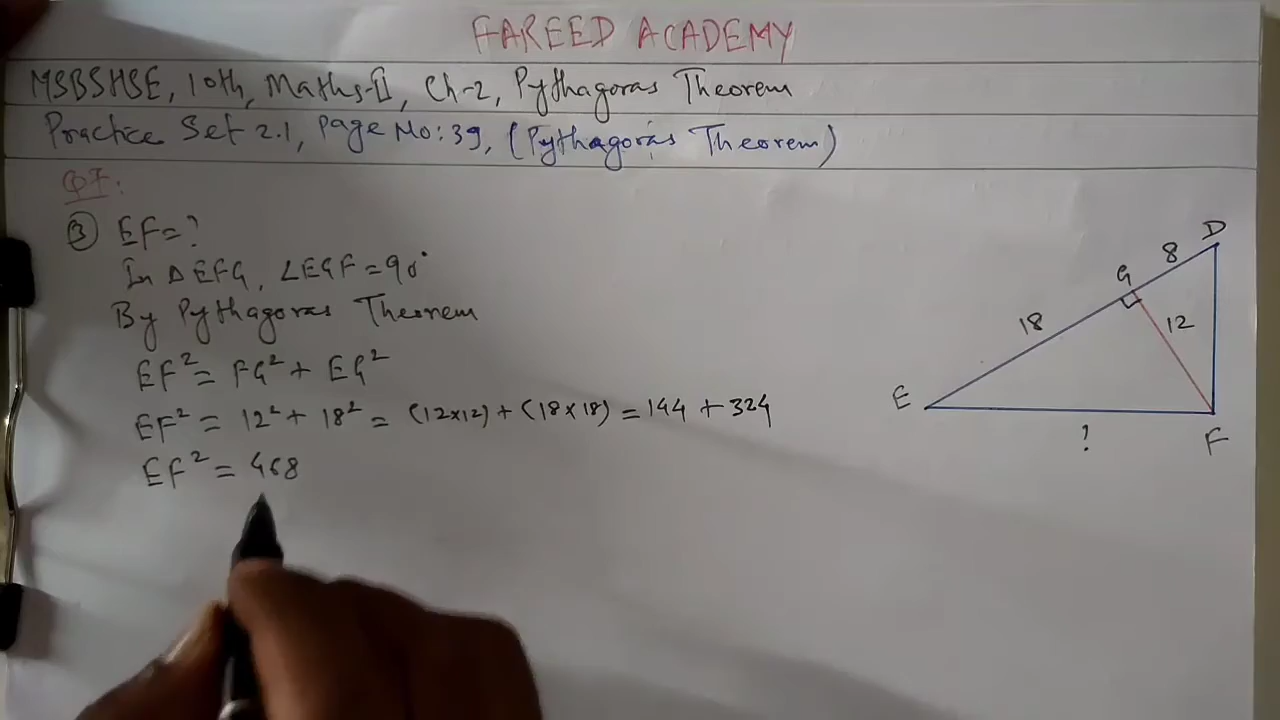 FAREED ACADEMY
MSBSHSE, 10th, Maths-II, Ch-2, Pythagoras Theorem
Practice Set 2.1, Page No: 39, (Pythagoras Theorem)
Q7:
③ EF=?
In △EFG, ∠EGF=90°
By Pythagoras Theorem
EF² = FG² + EG²
EF² = 12² + 18² = (12×12) + (18×18) = 144 + 324
EF² = 468
D
8
G
18
12
E
?
F